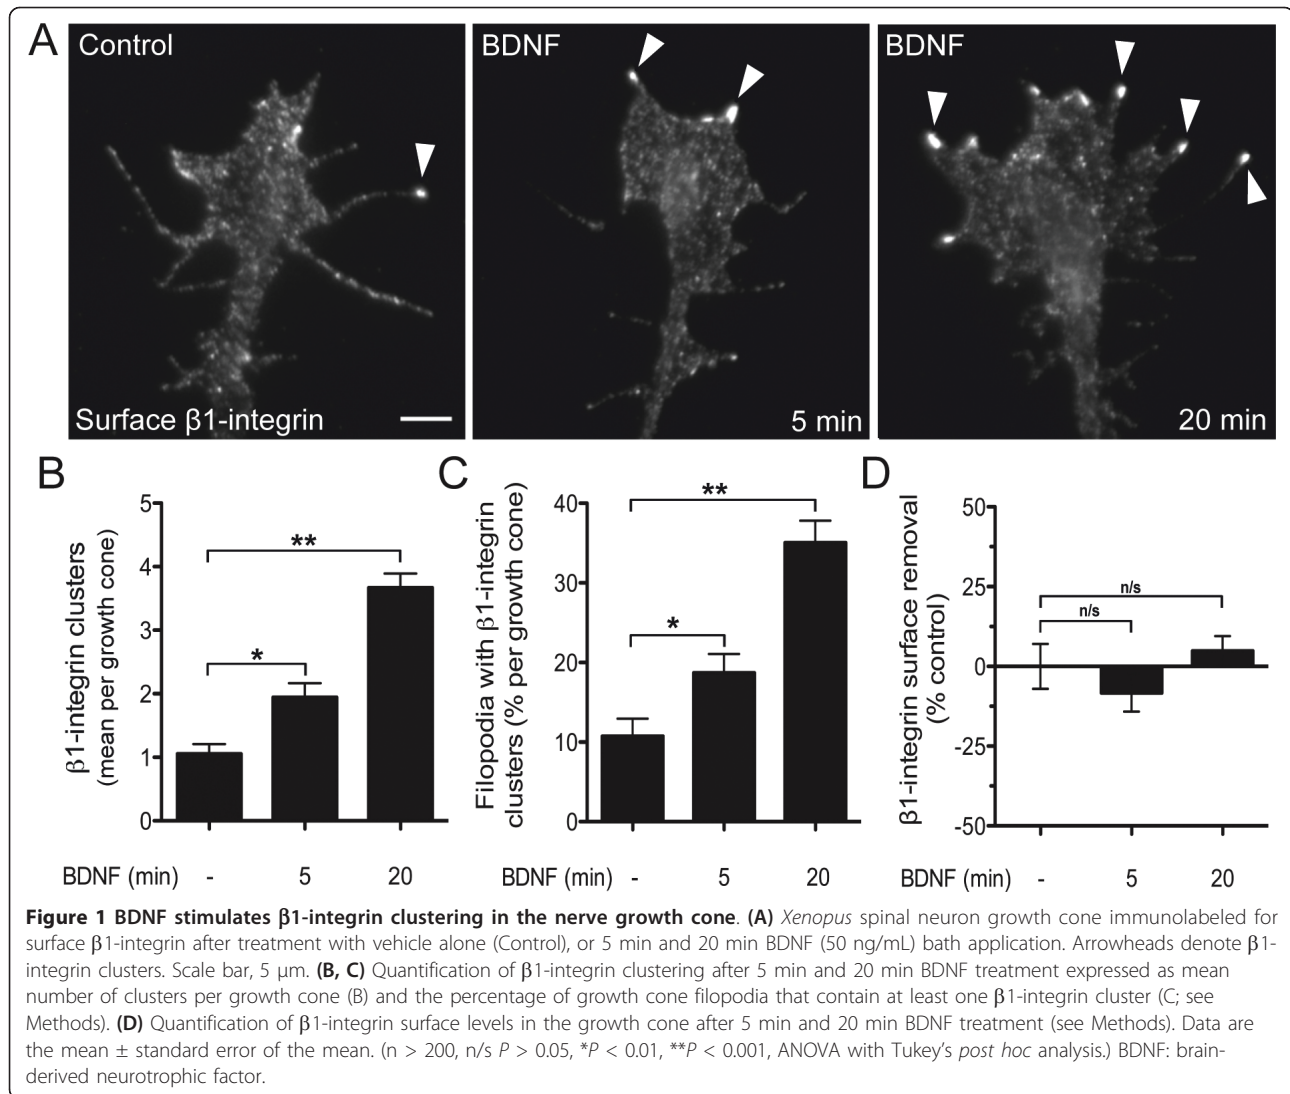 A
Control
BDNF
BDNF
Surface β1-integrin
5 min
20 min
B
β1-integrin clusters
(mean per growth cone)
5
4
3
2
1
0
*
**
BDNF (min) - 5 20
C
Filopodia with β1-integrin
clusters (% per growth cone)
40
30
20
10
0
*
**
BDNF (min) - 5 20
D
β1-integrin surface removal
(% control)
50
25
0
-25
-50
n/s
n/s
BDNF (min) - 5 20
Figure 1 BDNF stimulates β1-integrin clustering in the nerve growth cone. (A) Xenopus spinal neuron growth cone immunolabeled for
surface β1-integrin after treatment with vehicle alone (Control), or 5 min and 20 min BDNF (50 ng/mL) bath application. Arrowheads denote β1-
integrin clusters. Scale bar, 5 μm. (B, C) Quantification of β1-integrin clustering after 5 min and 20 min BDNF treatment expressed as mean
number of clusters per growth cone (B) and the percentage of growth cone filopodia that contain at least one β1-integrin cluster (C; see
Methods). (D) Quantification of β1-integrin surface levels in the growth cone after 5 min and 20 min BDNF treatment (see Methods). Data are
the mean ± standard error of the mean. (n > 200, n/s P > 0.05, *P < 0.01, **P < 0.001, ANOVA with Tukey's post hoc analysis.) BDNF: brain-
derived neurotrophic factor.